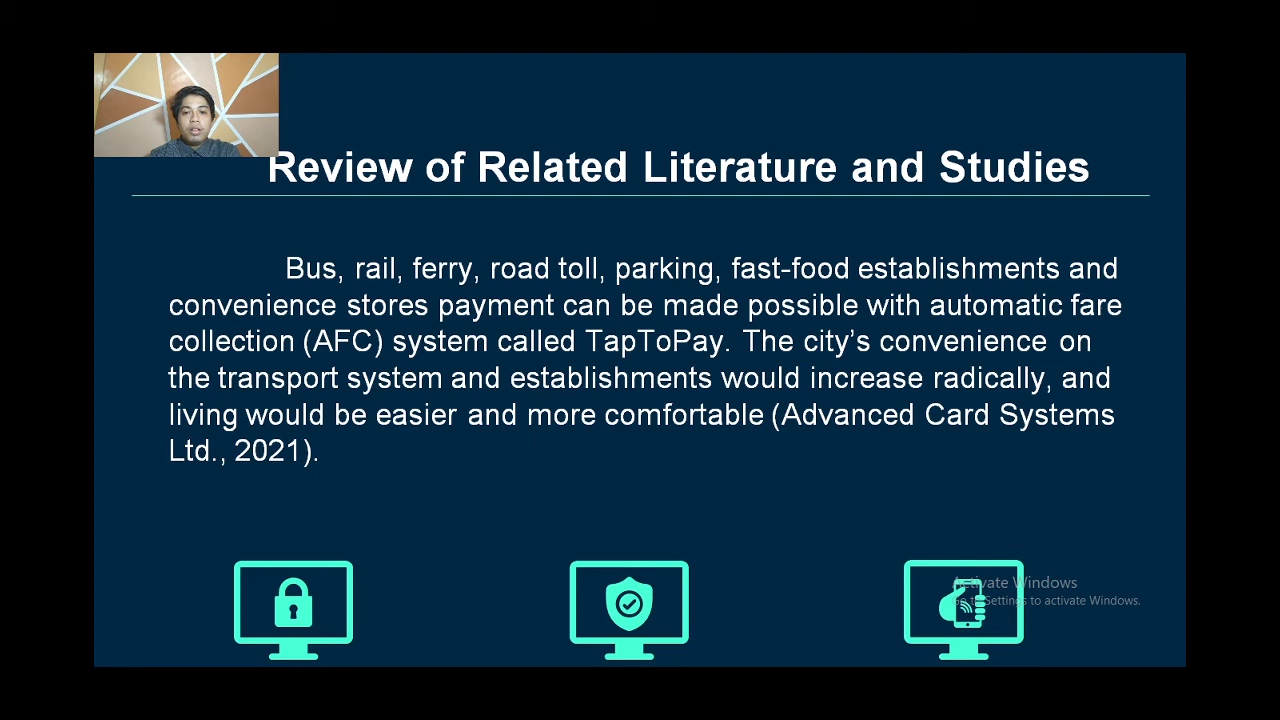 Review of Related Literature and Studies
Bus, rail, ferry, road toll, parking, fast-food establishments and
convenience stores payment can be made possible with automatic fare
collection (AFC) system called TapToPay. The city’s convenience on
the transport system and establishments would increase radically, and
living would be easier and more comfortable (Advanced Card Systems
Ltd., 2021).
Activate Windows
Go to Settings to activate Windows.